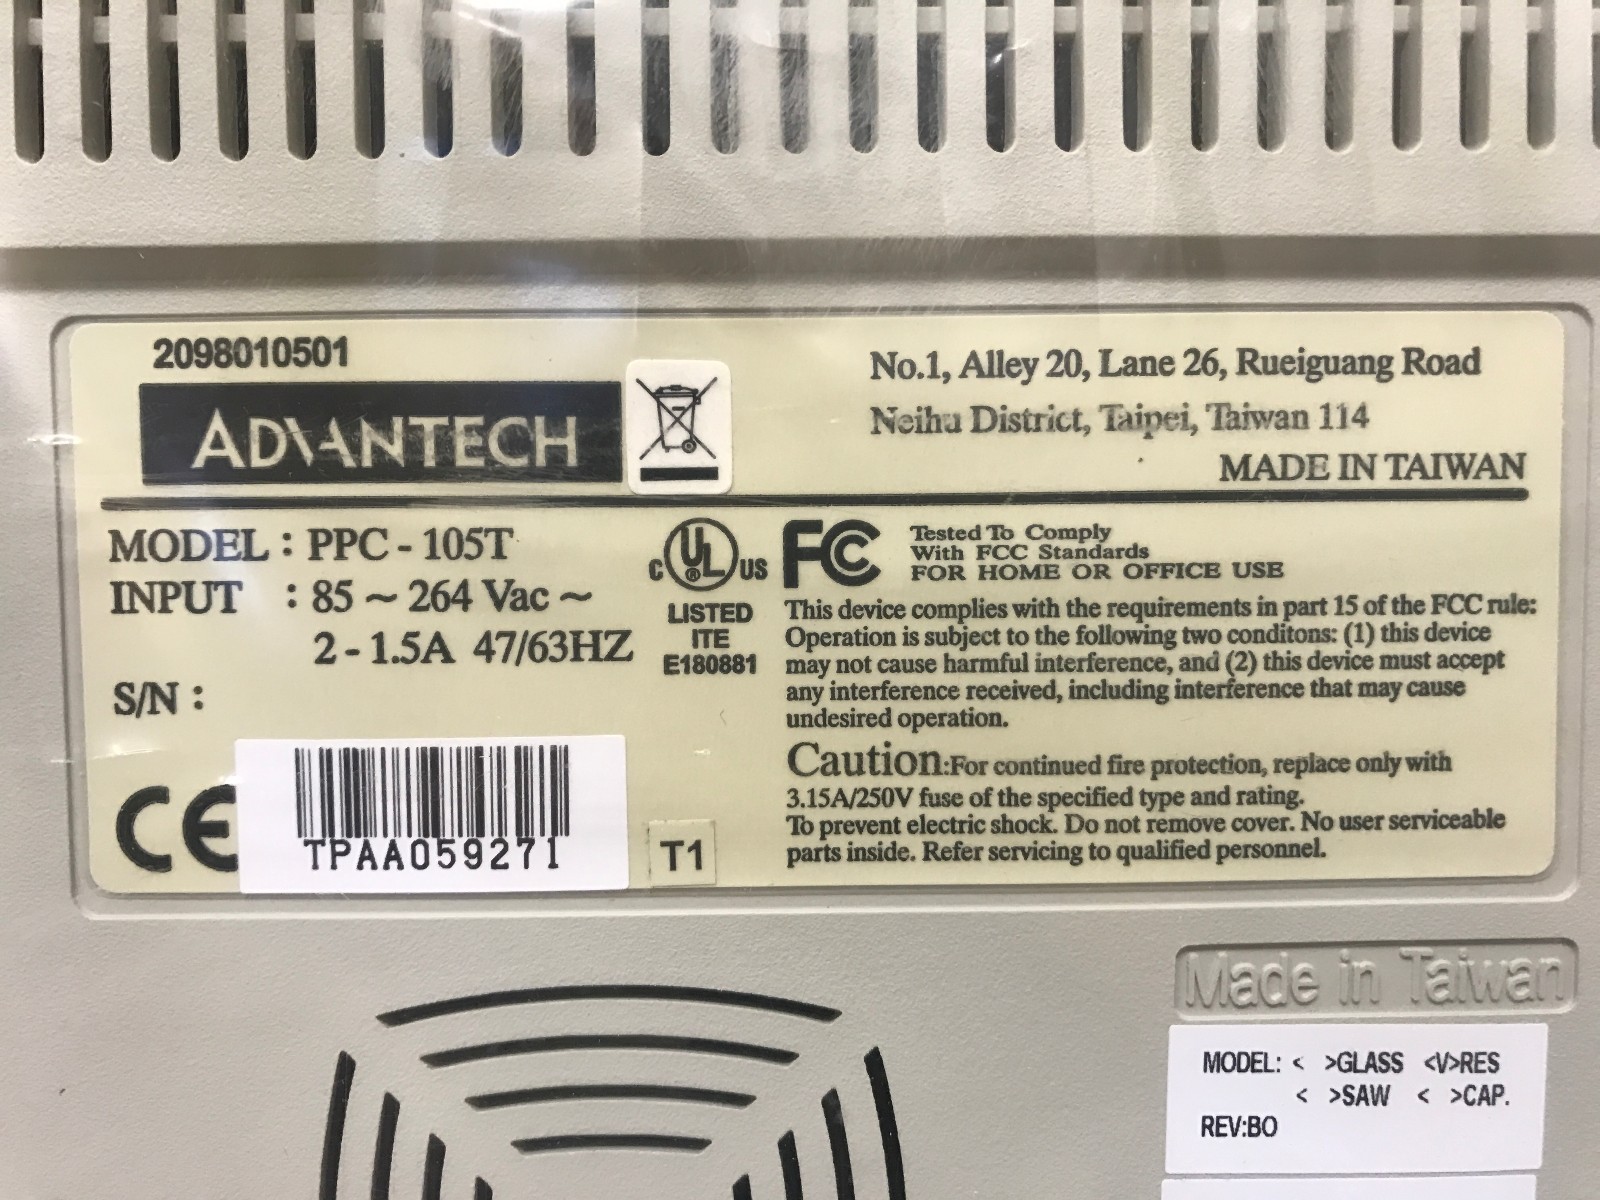 2098010501
ADVANTECH
No.1, Alley 20, Lane 26, Rueiguang Road
Neihu District, Taipei, Taiwan 114
MADE IN TAIWAN
MODEL : PPC - 105T
INPUT : 85 ~ 264 Vac ~
2 - 1.5A 47/63HZ
S/N :
C UL ® US
LISTED
ITE
E180881
FC
Tested To Comply
With FCC Standards
FOR HOME OR OFFICE USE
This device complies with the requirements in part 15 of the FCC rule:
Operation is subject to the following two conditons: (1) this device
may not cause harmful interference, and (2) this device must accept
any interference received, including interference that may cause
undesired operation.
Caution:For continued fire protection, replace only with
3.15A/250V fuse of the specified type and rating.
To prevent electric shock. Do not remove cover. No user serviceable
parts inside. Refer servicing to qualified personnel.
CE
TPAA059271
T1
Made in Taiwan
MODEL: < >GLASS <V>RES
< >SAW < >CAP.
REV:B0